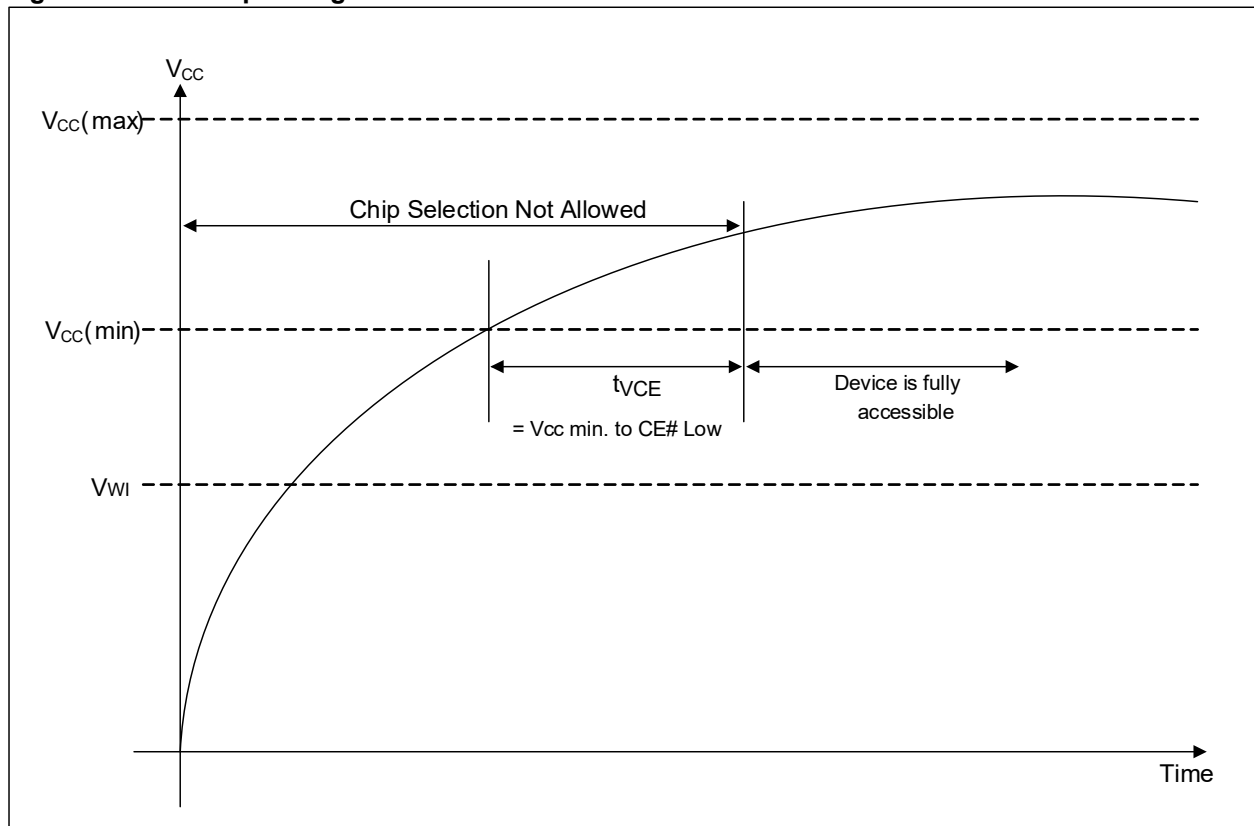 VCC
VCC(max)
Chip Selection Not Allowed
VCC(min)
tVCE
= Vcc min. to CE# Low
Device is fully
accessible
VWI
Time